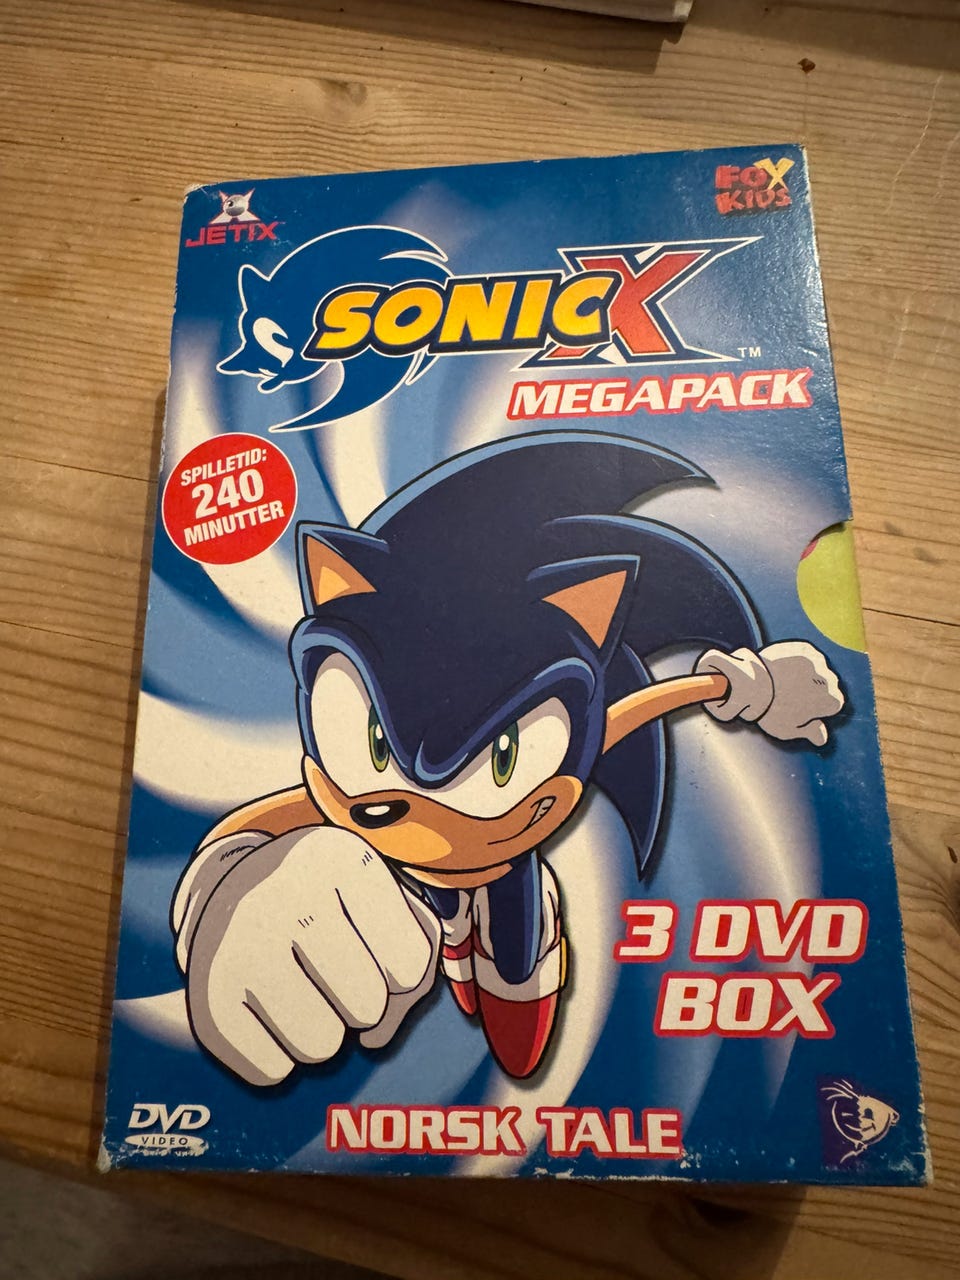 JETIX
FOX
KIDS
SONIC X TM
MEGAPACK
SPILLETID:
240
MINUTTER
3 DVD
BOX
DVD
VIDEO
NORSK TALE